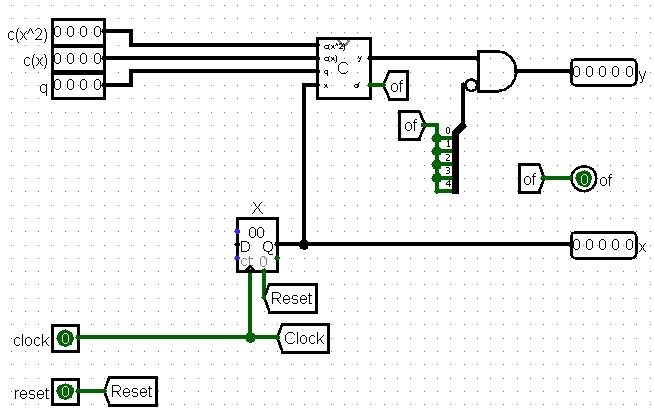 c(x^2) 0 0 0 0
c(x) 0 0 0 0
q 0 0 0 0
c(x^2)
c(x) y
q C
x of
of
0 0 0 0 0 y
of
0
1
2
3
4
of 0 of
X
00
D Q
ct 0
0 0 0 0 0 x
Reset
clock 0 Clock
reset 0 Reset